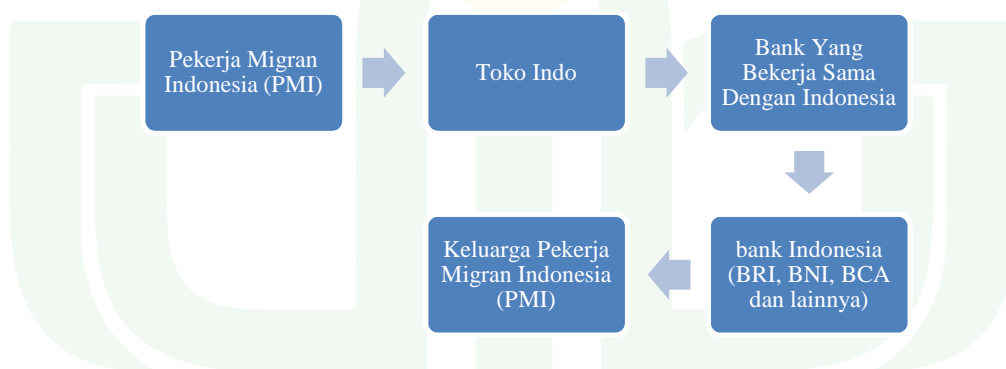 Pekerja Migran
Indonesia (PMI)
Toko Indo
Bank Yang
Bekerja Sama
Dengan Indonesia
bank Indonesia
(BRI, BNI, BCA
dan lainnya)
Keluarga Pekerja
Migran Indonesia
(PMI)